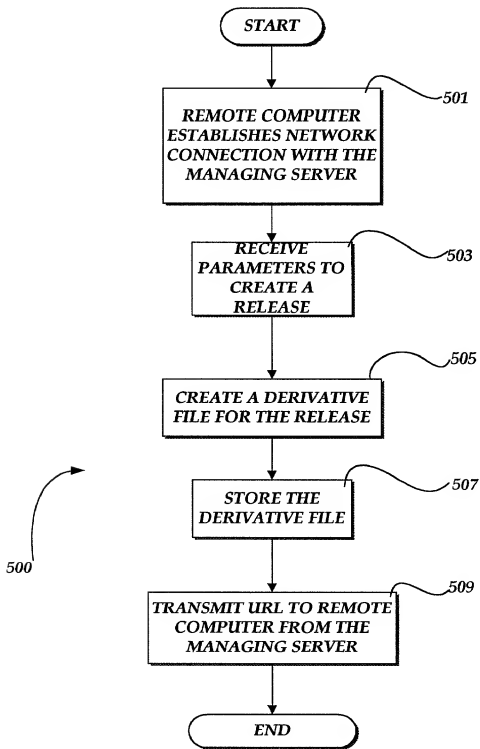 START
501
REMOTE COMPUTER
ESTABLISHES NETWORK
CONNECTION WITH THE
MANAGING SERVER
503
RECEIVE
PARAMETERS TO
CREATE A
RELEASE
505
CREATE A DERIVATIVE
FILE FOR THE RELEASE
507
STORE THE
DERIVATIVE FILE
500
509
TRANSMIT URL TO REMOTE
COMPUTER FROM THE
MANAGING SERVER
END